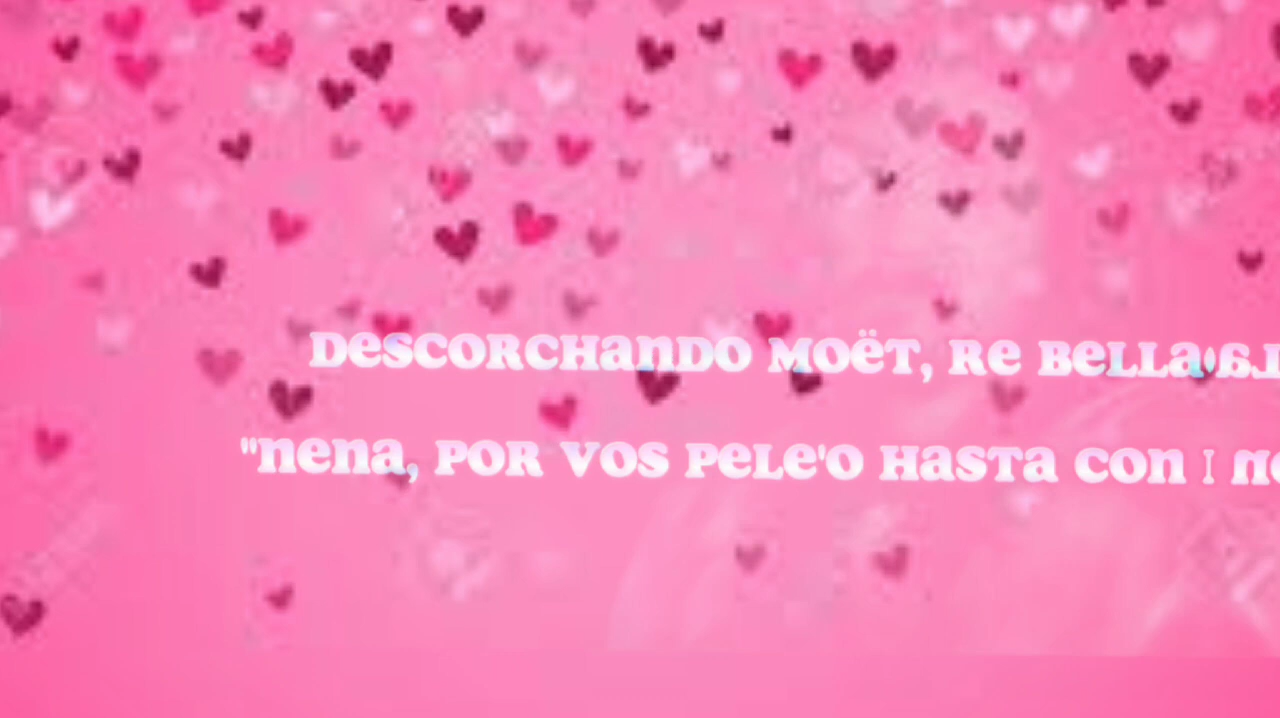 Descorchando Moët, re bella
"nena, por vos pele'o hasta con